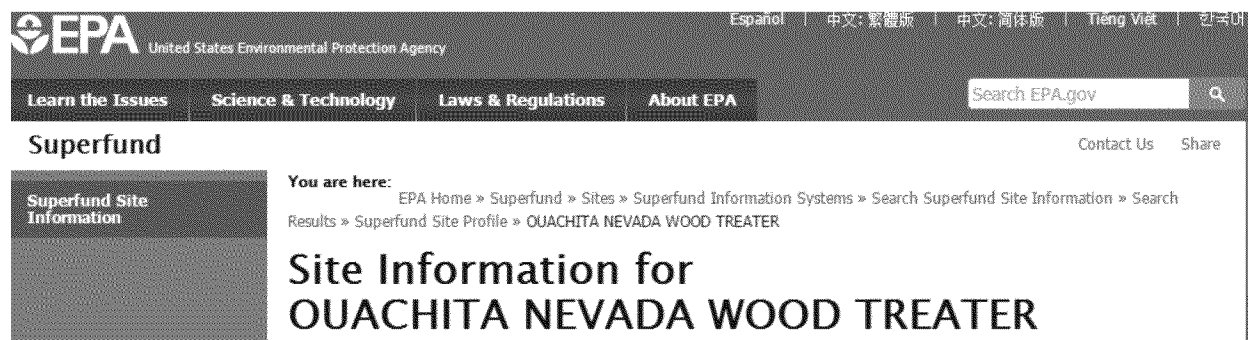 Español | 中文: 繁體版 | 中文: 简体版 | Tiếng Việt | 한국어
EPA United States Environmental Protection Agency
Learn the Issues Science & Technology Laws & Regulations About EPA Search EPA.gov
Superfund Contact Us Share
Superfund Site
Information
You are here:
EPA Home » Superfund » Sites » Superfund Information Systems » Search Superfund Site Information » Search
Results » Superfund Site Profile » OUACHITA NEVADA WOOD TREATER
Site Information for
OUACHITA NEVADA WOOD TREATER